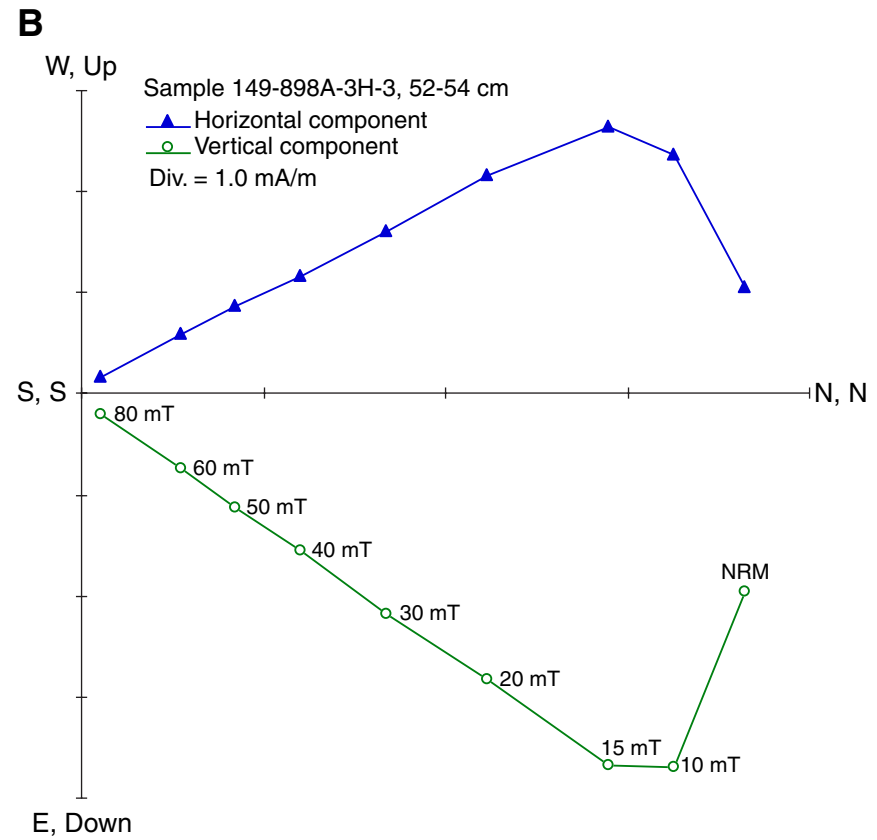 B
W, Up
Sample 149-898A-3H-3, 52-54 cm
Horizontal component
Vertical component
Div. = 1.0 mA/m
S, S
N, N
80 mT
60 mT
50 mT
40 mT
NRM
30 mT
20 mT
15 mT
10 mT
E, Down